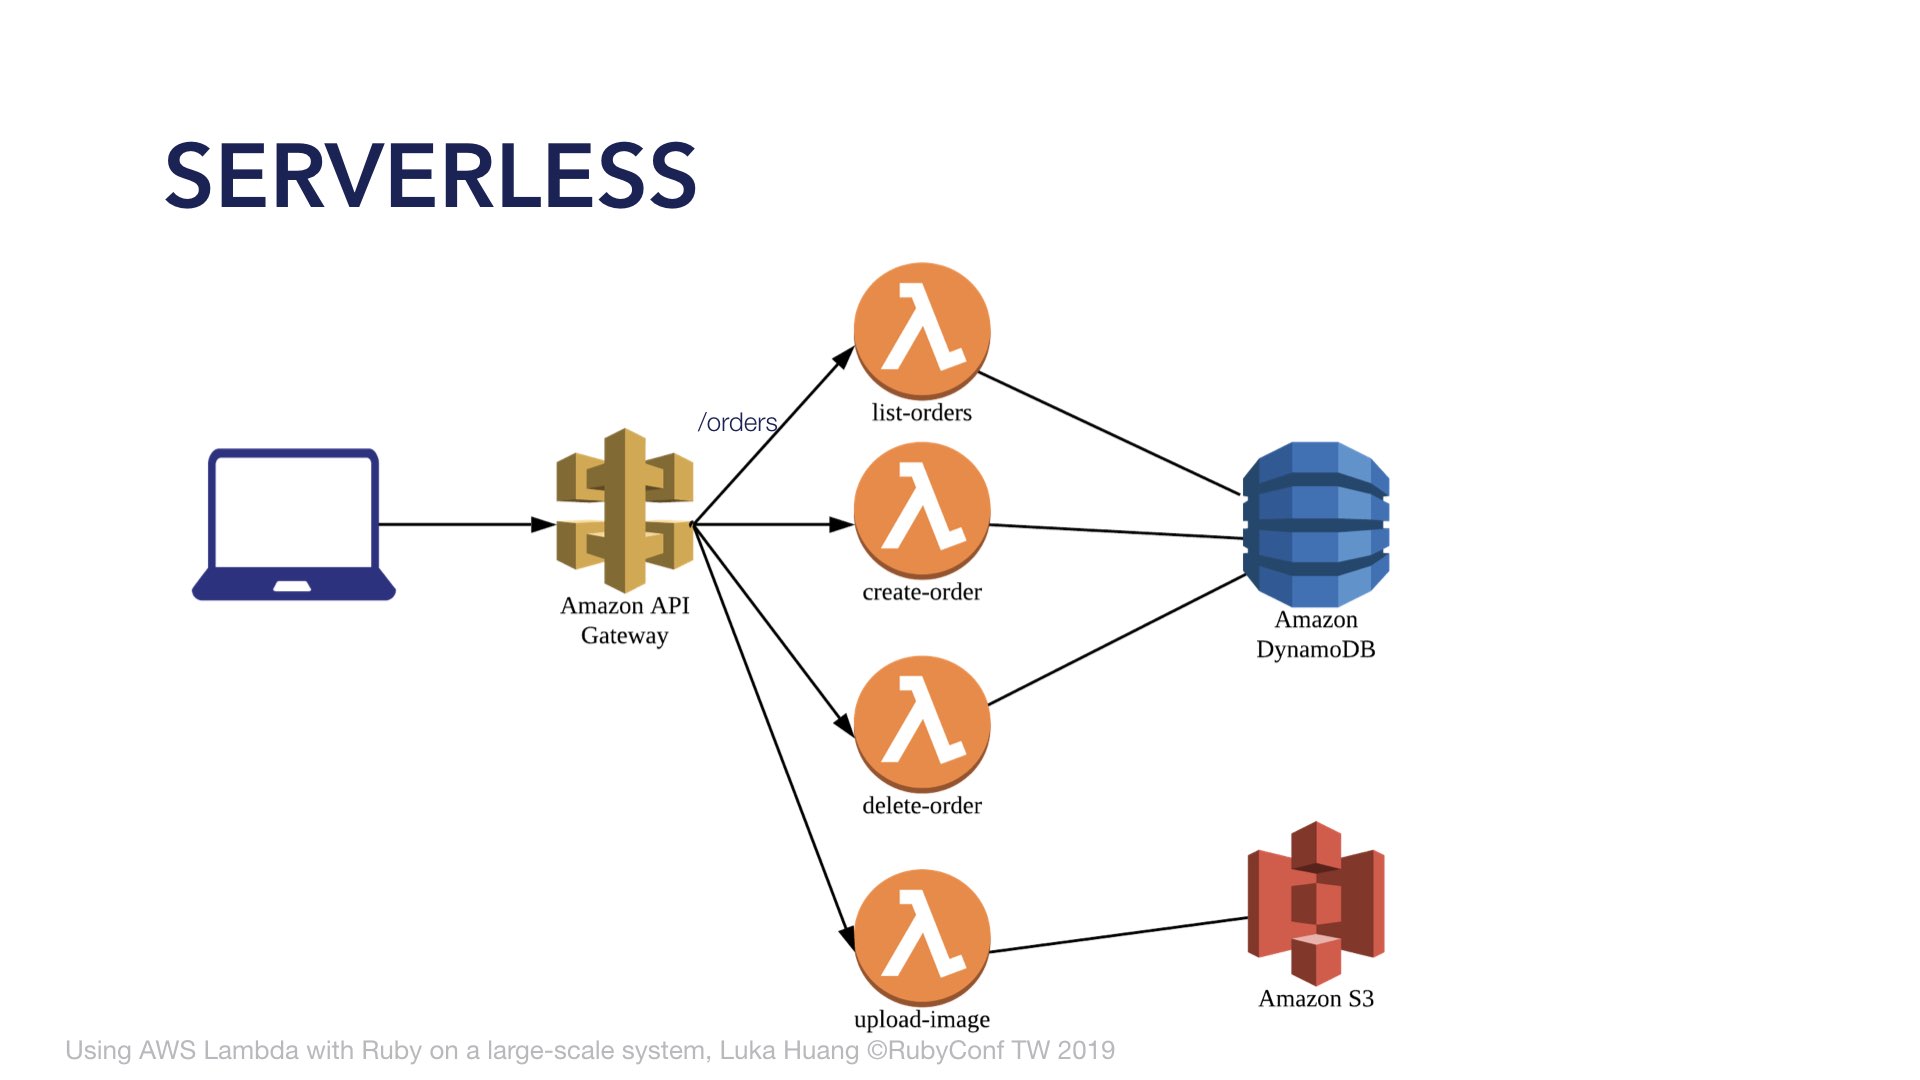 SERVERLESS
/orders
list-orders
create-order
Amazon API
Gateway
Amazon
DynamoDB
delete-order
Amazon S3
upload-image
Using AWS Lambda with Ruby on a large-scale system, Luka Huang ©RubyConf TW 2019